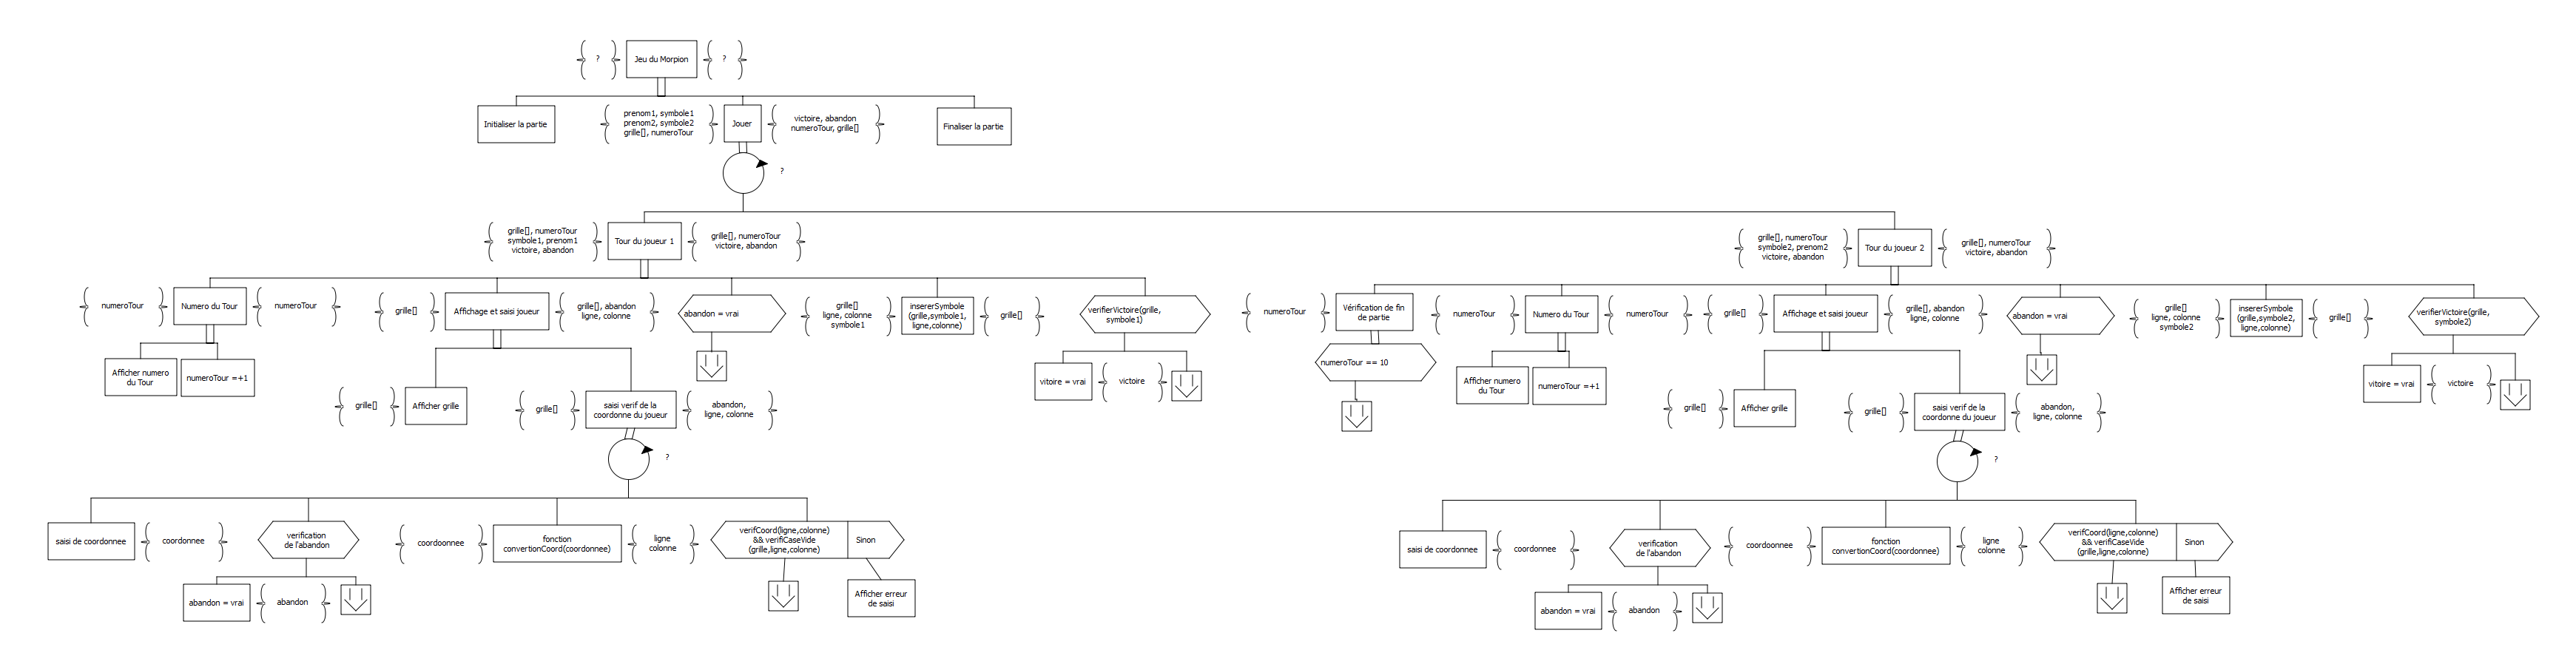 ?
Jeu du Morpion
?
Initialiser la partie
prenom1, symbole1
prenom2, symbole2
grille[], numeroTour
Jouer
victoire, abandon
numeroTour, grille[]
Finaliser la partie
?
grille[], numeroTour
symbole1, prenom1
victoire, abandon
Tour du joueur 1
grille[], numeroTour
victoire, abandon
grille[], numeroTour
symbole2, prenom2
victoire, abandon
Tour du joueur 2
grille[], numeroTour
victoire, abandon
numeroTour
Numero du Tour
numeroTour
grille[]
Affichage et saisi joueur
grille[], abandon
ligne, colonne
abandon = vrai
grille[]
ligne, colonne
symbole1
insererSymbole
(grille,symbole1,
ligne,colonne)
grille[]
verifierVictoire(grille,
symbole1)
numeroTour
Vérification de fin
de partie
numeroTour
Numero du Tour
numeroTour
grille[]
Affichage et saisi joueur
grille[], abandon
ligne, colonne
abandon = vrai
grille[]
ligne, colonne
symbole2
insererSymbole
(grille,symbole2,
ligne,colonne)
grille[]
verifierVictoire(grille,
symbole2)
Afficher numero
du Tour
numeroTour =+1
vitoire = vrai
victoire
numeroTour == 10
Afficher numero
du Tour
numeroTour =+1
vitoire = vrai
victoire
grille[]
Afficher grille
grille[]
saisi verif de la
coordonne du joueur
abandon,
ligne, colonne
grille[]
Afficher grille
grille[]
saisi verif de la
coordonne du joueur
abandon,
ligne, colonne
?
?
saisi de coordonnee
coordonnee
verification
de l'abandon
coordoonnee
fonction
convertionCoord(coordonnee)
ligne
colonne
verifCoord(ligne,colonne)
&& verifiCaseVide
(grille,ligne,colonne)
Sinon
saisi de coordonnee
coordonnee
verification
de l'abandon
coordoonnee
fonction
convertionCoord(coordonnee)
ligne
colonne
verifCoord(ligne,colonne)
&& verifiCaseVide
(grille,ligne,colonne)
Sinon
abandon = vrai
abandon
Afficher erreur
de saisi
abandon = vrai
abandon
Afficher erreur
de saisi